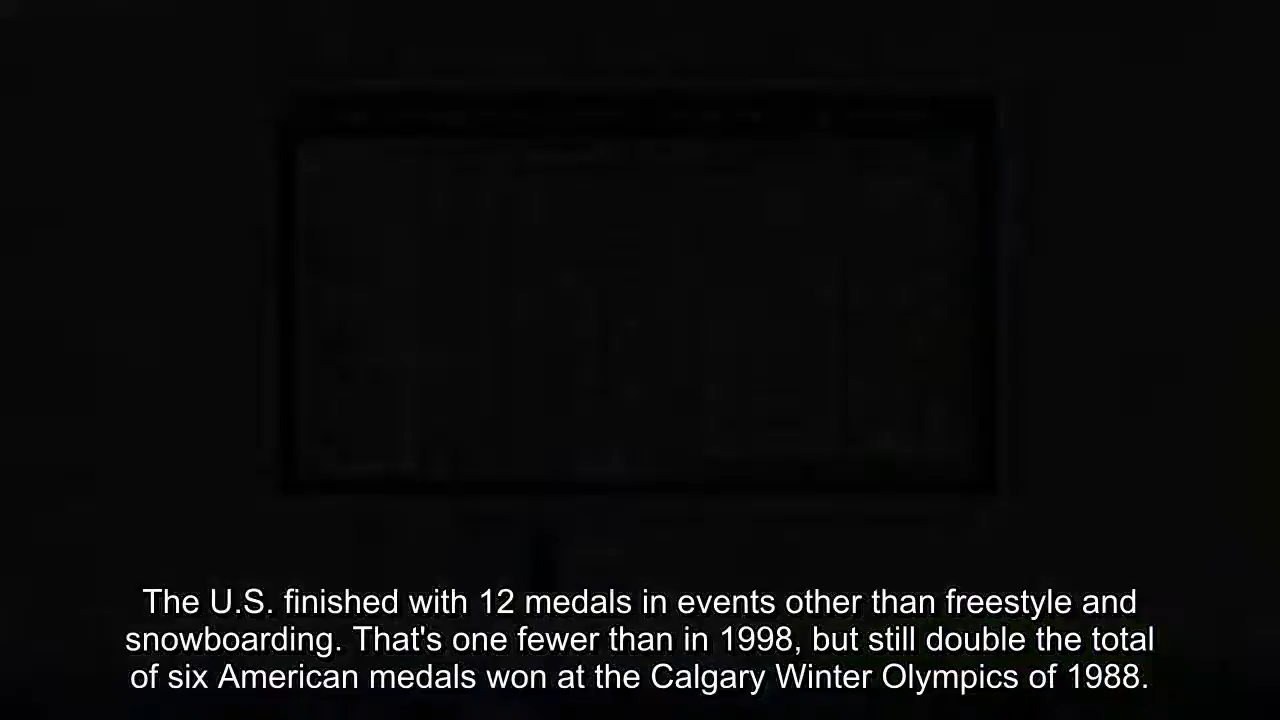 The U.S. finished with 12 medals in events other than freestyle and
snowboarding. That's one fewer than in 1998, but still double the total
of six American medals won at the Calgary Winter Olympics of 1988.